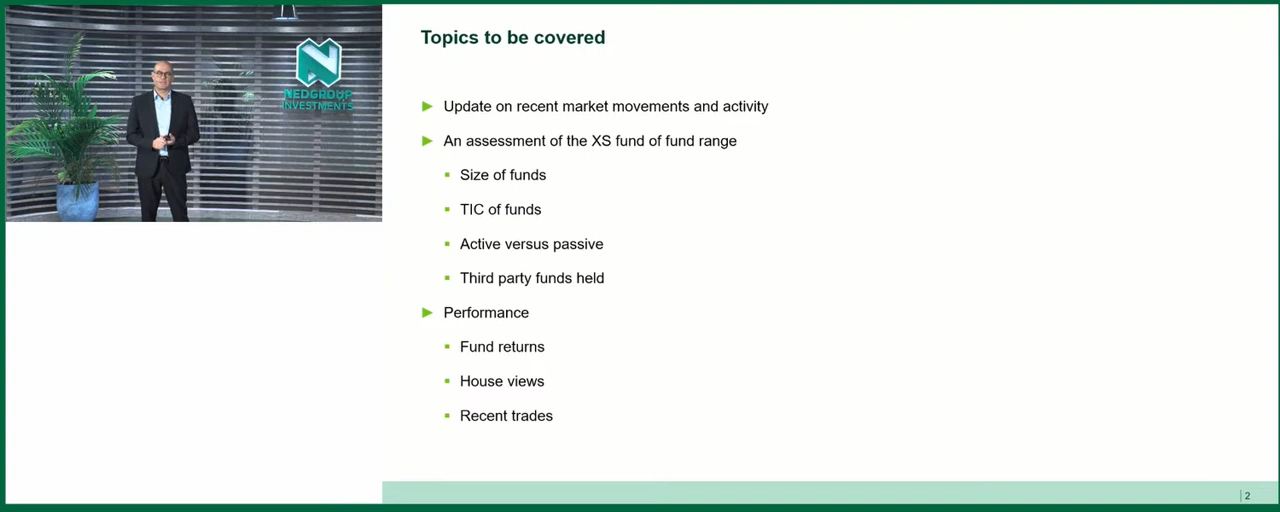 NEDGROUP
INVESTMENTS
Topics to be covered
Update on recent market movements and activity
An assessment of the XS fund of fund range
Size of funds
TIC of funds
Active versus passive
Third party funds held
Performance
Fund returns
House views
Recent trades
2